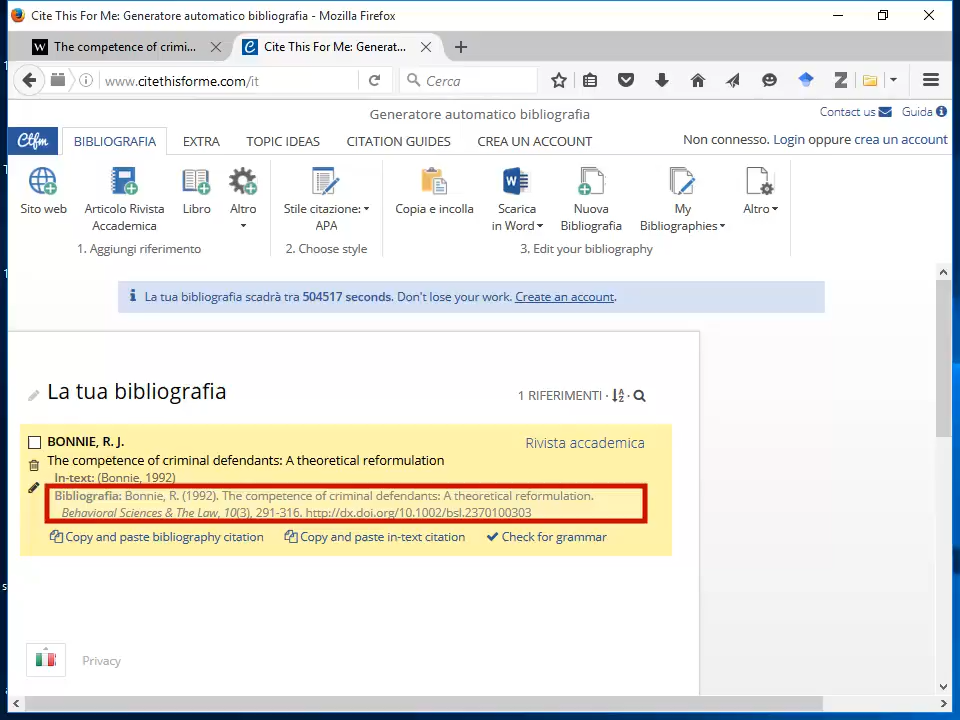 Cite This For Me: Generatore automatico bibliografia - Mozilla Firefox
W The competence of crimi...
Cite This For Me: Generat...
www.citethisforme.com/it
Cerca
Generatore automatico bibliografia
Contact us
Guida
Ctfm
BIBLIOGRAFIA
EXTRA
TOPIC IDEAS
CITATION GUIDES
CREA UN ACCOUNT
Non connesso. Login oppure crea un account
Sito web
Articolo Rivista
Accademica
Libro
Altro
1. Aggiungi riferimento
Stile citazione:
APA
2. Choose style
Copia e incolla
Scarica
in Word
Nuova
Bibliografia
My
Bibliographies
Altro
3. Edit your bibliography
La tua bibliografia scadrà tra 504517 seconds. Don't lose your work. Create an account.
La tua bibliografia
1 RIFERIMENTI
BONNIE, R. J.
Rivista accademica
The competence of criminal defendants: A theoretical reformulation
In-text: (Bonnie, 1992)
Bibliografia: Bonnie, R. (1992). The competence of criminal defendants: A theoretical reformulation.
Behavioral Sciences & The Law, 10(3), 291-316. http://dx.doi.org/10.1002/bsl.2370100303
Copy and paste bibliography citation
Copy and paste in-text citation
Check for grammar
Privacy